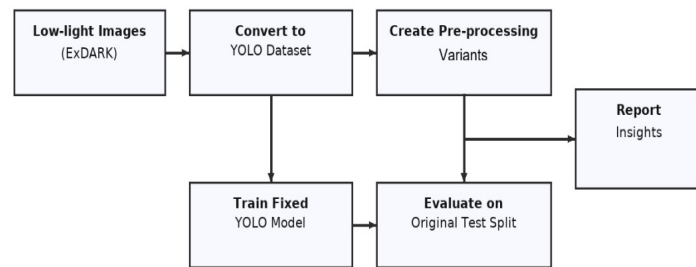 Low-light Images
(ExDARK)
Convert to
YOLO Dataset
Create Pre-processing
Variants
Report
Insights
Train Fixed
YOLO Model
Evaluate on
Original Test Split